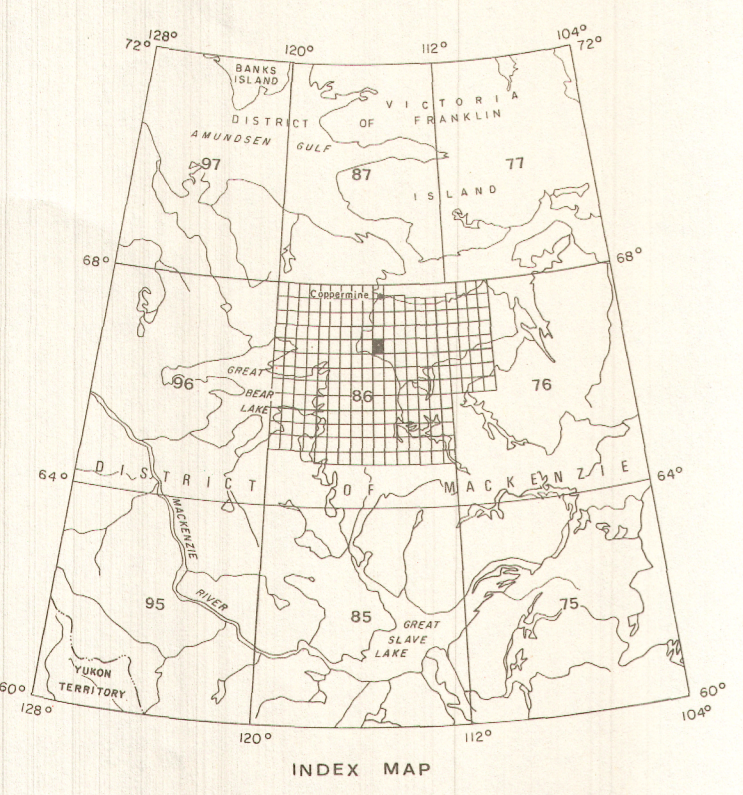 128°
120°
112°
104°
72°
72°
BANKS
ISLAND
VICTORIA
DISTRICT OF FRANKLIN
AMUNDSEN GULF
97
87
77
ISLAND
68°
68°
Coppermine
GREAT
BEAR
LAKE
96
86
76
DISTRICT OF MACKENZIE
64°
64°
MACKENZIE
RIVER
95
85
75
GREAT
SLAVE
LAKE
YUKON
TERRITORY
60°
60°
128°
120°
112°
104°
INDEX MAP